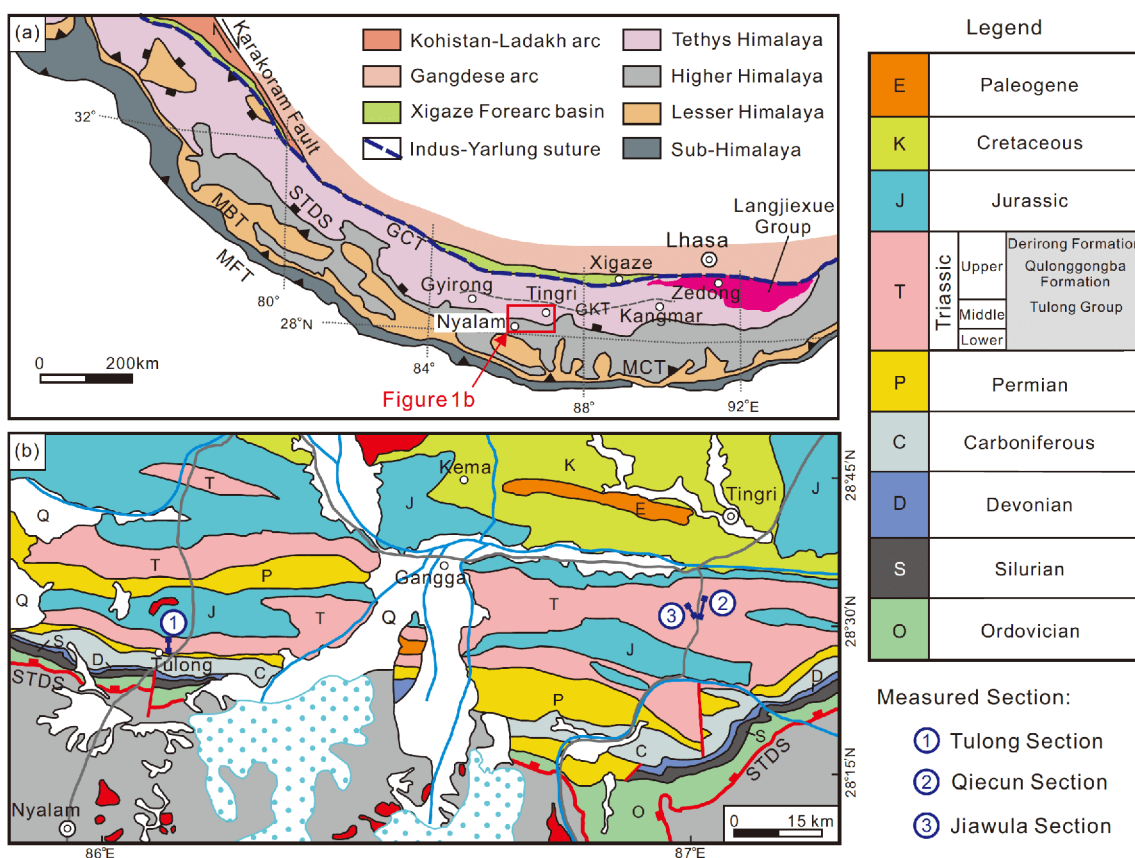 (a)
Karakoram Fault
Kohistan-Ladakh arc
Gangdese arc
Xigaze Forearc basin
Indus-Yarlung suture
Tethys Himalaya
Higher Himalaya
Lesser Himalaya
Sub-Himalaya
32°
STDS
MBT
GCT
MFT
80°
Langjiexue
Group
Lhasa
Xigaze
Gyirong
Tingri
Zedong
GKT
Kangmar
Nyalam
28°N
MCT
84°
88°
92°E
0
200km
Figure 1b
(b)
Kema
K
T
J
J
Tingri
E
Q
28°45'N
T
P
Gangga
Q
1
J
T
Q
T
3
2
28°30'N
S
D
Tulong
C
STDS
J
P
D
C
S
STDS
28°15'N
O
Nyalam
0
15 km
86°E
87°E
Legend
E
Paleogene
K
Cretaceous
J
Jurassic
T
Triassic
Upper
Middle
Lower
Derirong Formation
Qulonggongba
Formation
Tulong Group
P
Permian
C
Carboniferous
D
Devonian
S
Silurian
O
Ordovician
Measured Section:
1 Tulong Section
2 Qiecun Section
3 Jiawula Section